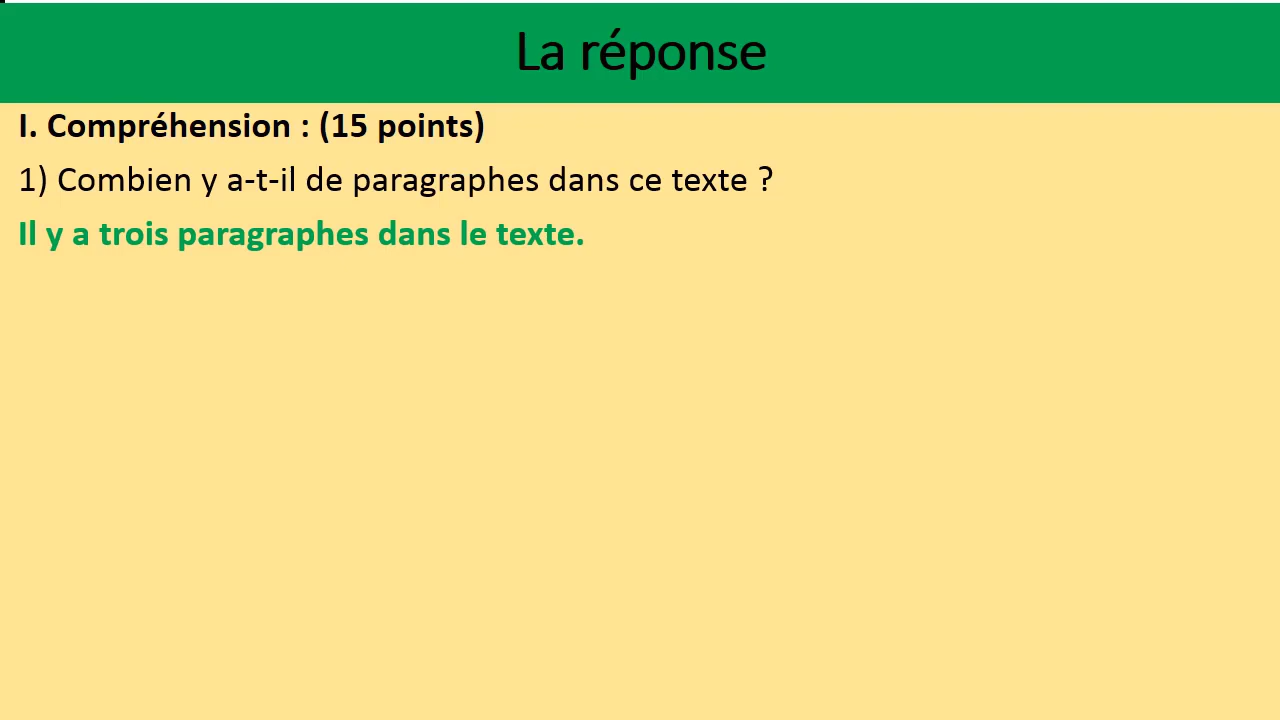 La réponse
I. Compréhension : (15 points)
1) Combien y a-t-il de paragraphes dans ce texte ?
Il y a trois paragraphes dans le texte.